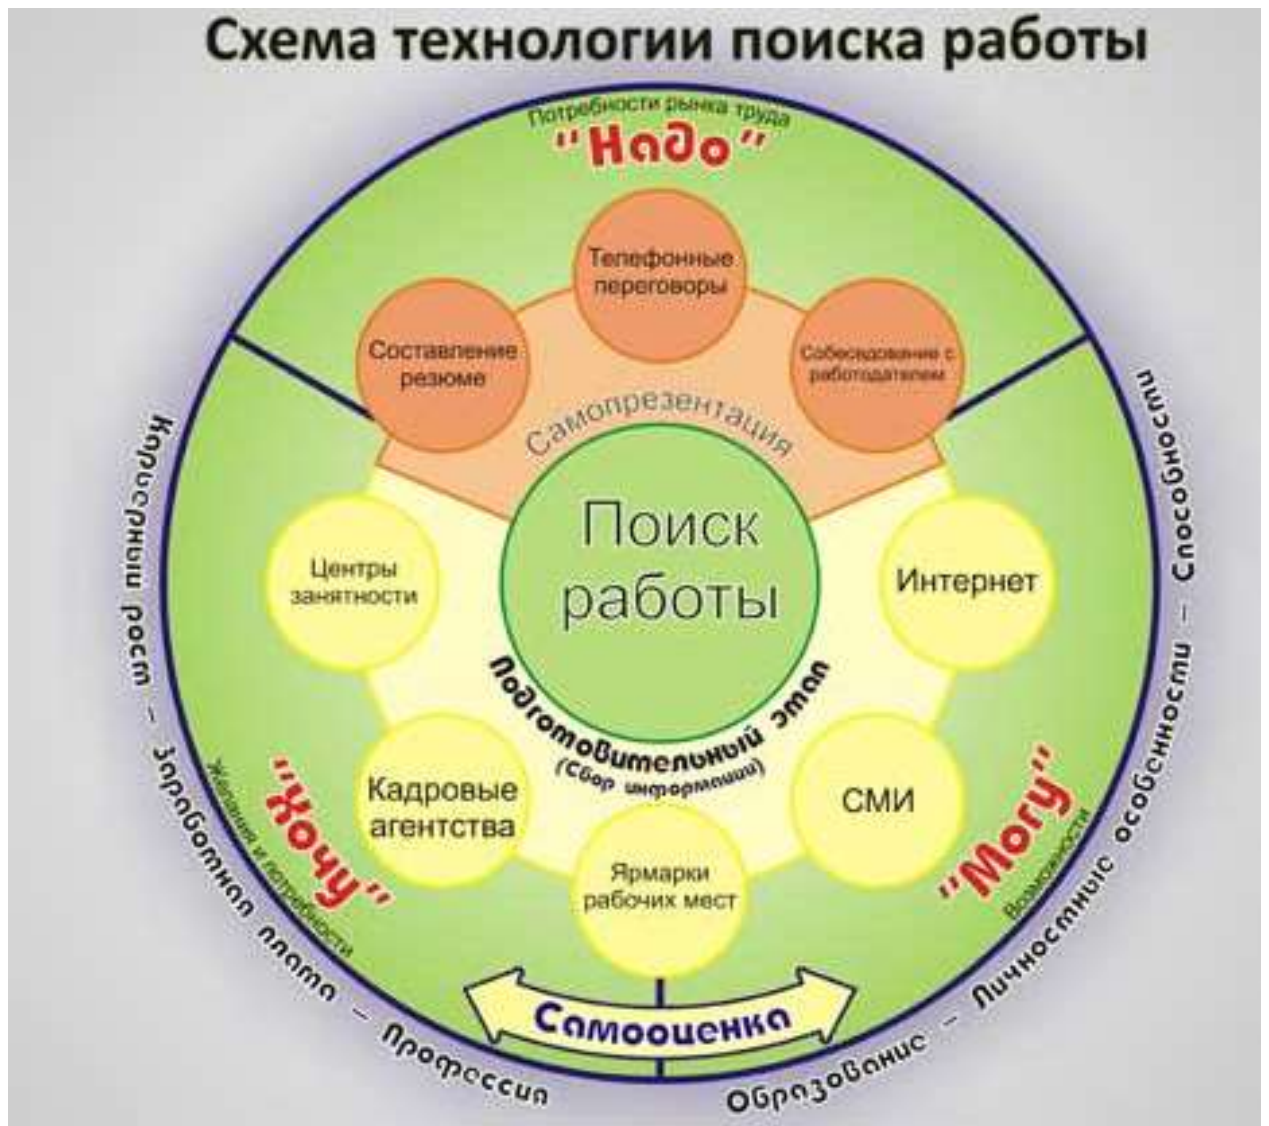 Схема технологии поиска работы
Потребности рынка труда
"Надо"
Телефонные
переговоры
Составление
резюме
Собеседование с
работодателем
Самопрезентация
Поиск
работы
Центры
занятности
Интернет
Подготовительный этап
(Сбор информации)
Кадровые
агентства
СМИ
Ярмарки
рабочих мест
"Хочу"
Желания и потребности
"Могу"
Возможности
Самооценка
Карьерный рост – Заработная плата – Профессия
Образование – Личностные особенности – Способности